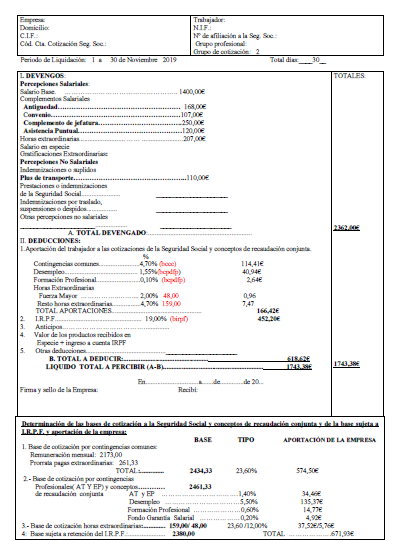 Empresa: Trabajador:
Domicilio: N.I.F.:
C.I.F.: Nº de afiliación a la Seg. Soc.:
Cód. Cta. Cotización Seg. Soc.: Grupo profesional:
Grupo de cotización: 2
Periodo de Liquidación: 1 a 30 de Noviembre 2019 Total días:____30__
I. DEVENGOS: TOTALES:
Percepciones Salariales:
Salario Base. ........................................ 1400,00€
Complementos Salariales
Antiguedad............................................ 168,00€
Convenio..............................................107,00€
Complemento de jefatura...........................250,00€
Asistencia Puntual...................................120,00€
Horas extraordinarias................................207,00€
Salario en especie
Gratificaciones Extraordinarias:
Percepciones No Salariales
Indemnizaciones o suplidos
Plus de transporte....................................110,00€
Prestaciones o indemnizaciones
de la Seguridad Social......................
Indemnizaciones por traslado,
suspensiones o despidos..................
Otras percepciones no salariales
2362,00€
A. TOTAL DEVENGADO....................
II. DEDUCCIONES:
1.Aportación del trabajador a las cotizaciones de la Seguridad Social y conceptos de recaudación conjunta.
%
Contingencias comunes.................4,70% (bccc) 114,41€
Desempleo...................................1,55%(bcpdfp) 40,94€
Formación Profesional..................0,10% (bcpdfp) 2,64€
Horas Extraordinarias
Fuerza Mayor ...........................2,00% 48,00 0,96
Resto horas extraordinarias..........4,70% 159,00 7,47
TOTAL APORTACIONES........................ 166,42€
2. I.R.P.F................................ 19,00% (birpf) 452,20€
3. Anticipos..............................
4. Valor de los productos recibidos en
Especie + ingreso a cuenta IRPF
5. Otras deducciones......................
B. TOTAL A DEDUCIR:.................... 618,62€
LIQUIDO TOTAL A PERCIBIR (A-B).................... 1743,38€ 1743,38€
En....................a......de............de 20...
Firma y sello de la Empresa: Recibí:
Determinación de las bases de cotización a la Seguridad Social y conceptos de recaudación conjunta y de la base sujeta a
I.R.P.F. y aportación de la empresa:
BASE TIPO APORTACIÓN DE LA EMPRESA
1. Base de cotización por contingencias comunes:
Remuneración mensual: 2173,00
Prorrata pagas extraordinarias: 261,33
TOTAL:............ 2434,33 23,60% 574,50€
2.- Base de cotización por contingencias
Profesionales( AT Y EP) y conceptos........ 2461,33
de recaudación conjunta AT y EP ..............................1,40% 34,46€
Desempleo ..............................5,50% 135,37€
Formación Profesional ....................0,60% 14,77€
Fondo Garantía Salarial ..................0,20% 4,92€
3.- Base de cotización horas extraordinarias:........... 159,00/ 48,00 23,60 /12,00% 37,52€/5,76€
4: Base sujeta a retención del I.R.P.F................ 2380,00 TOTAL ..................671,93€